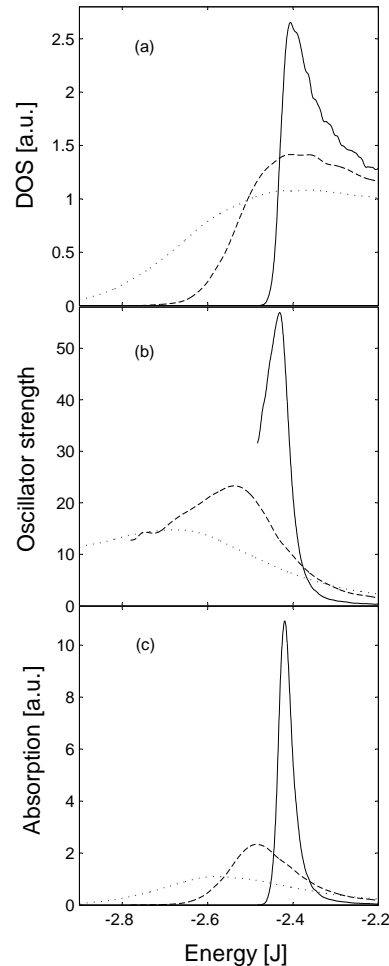 2.5
(a)
2
DOS [a.u.]
1.5
1
0.5
0
50
(b)
40
Oscillator strength
30
20
10
0
10
(c)
8
Absorption [a.u.]
6
4
2
0
-2.8 -2.6 -2.4 -2.2
Energy [J]